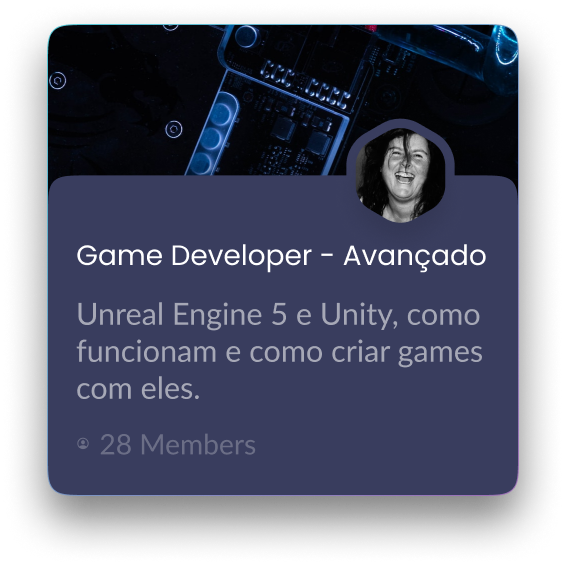 Game Developer - Avançado
Unreal Engine 5 e Unity, como
funcionam e como criar games
com eles.
28 Members